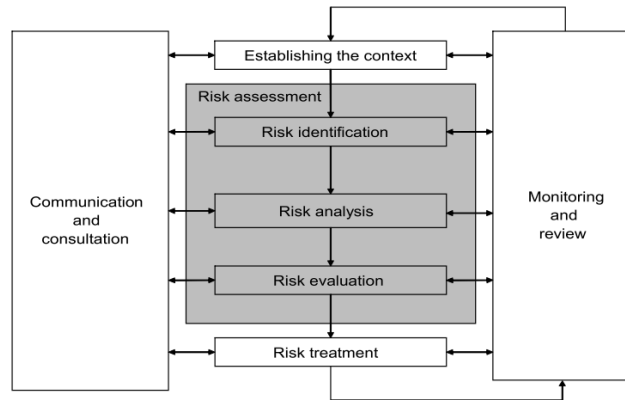 Establishing the context
Risk assessment
Risk identification
Communication
and
consultation
Risk analysis
Monitoring
and
review
Risk evaluation
Risk treatment